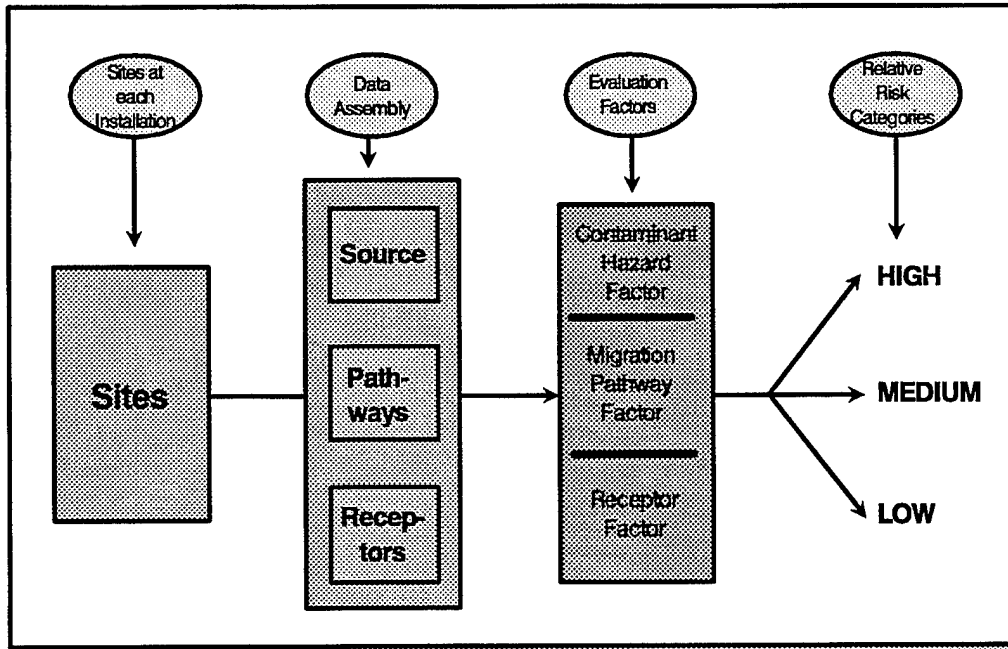 Sites at
each
Installation
Data
Assembly
Evaluation
Factors
Relative
Risk
Categories
Sites
Source
Path-
ways
Recep-
tors
Contaminant
Hazard
Factor
Migration
Pathway
Factor
Receptor
Factor
HIGH
MEDIUM
LOW